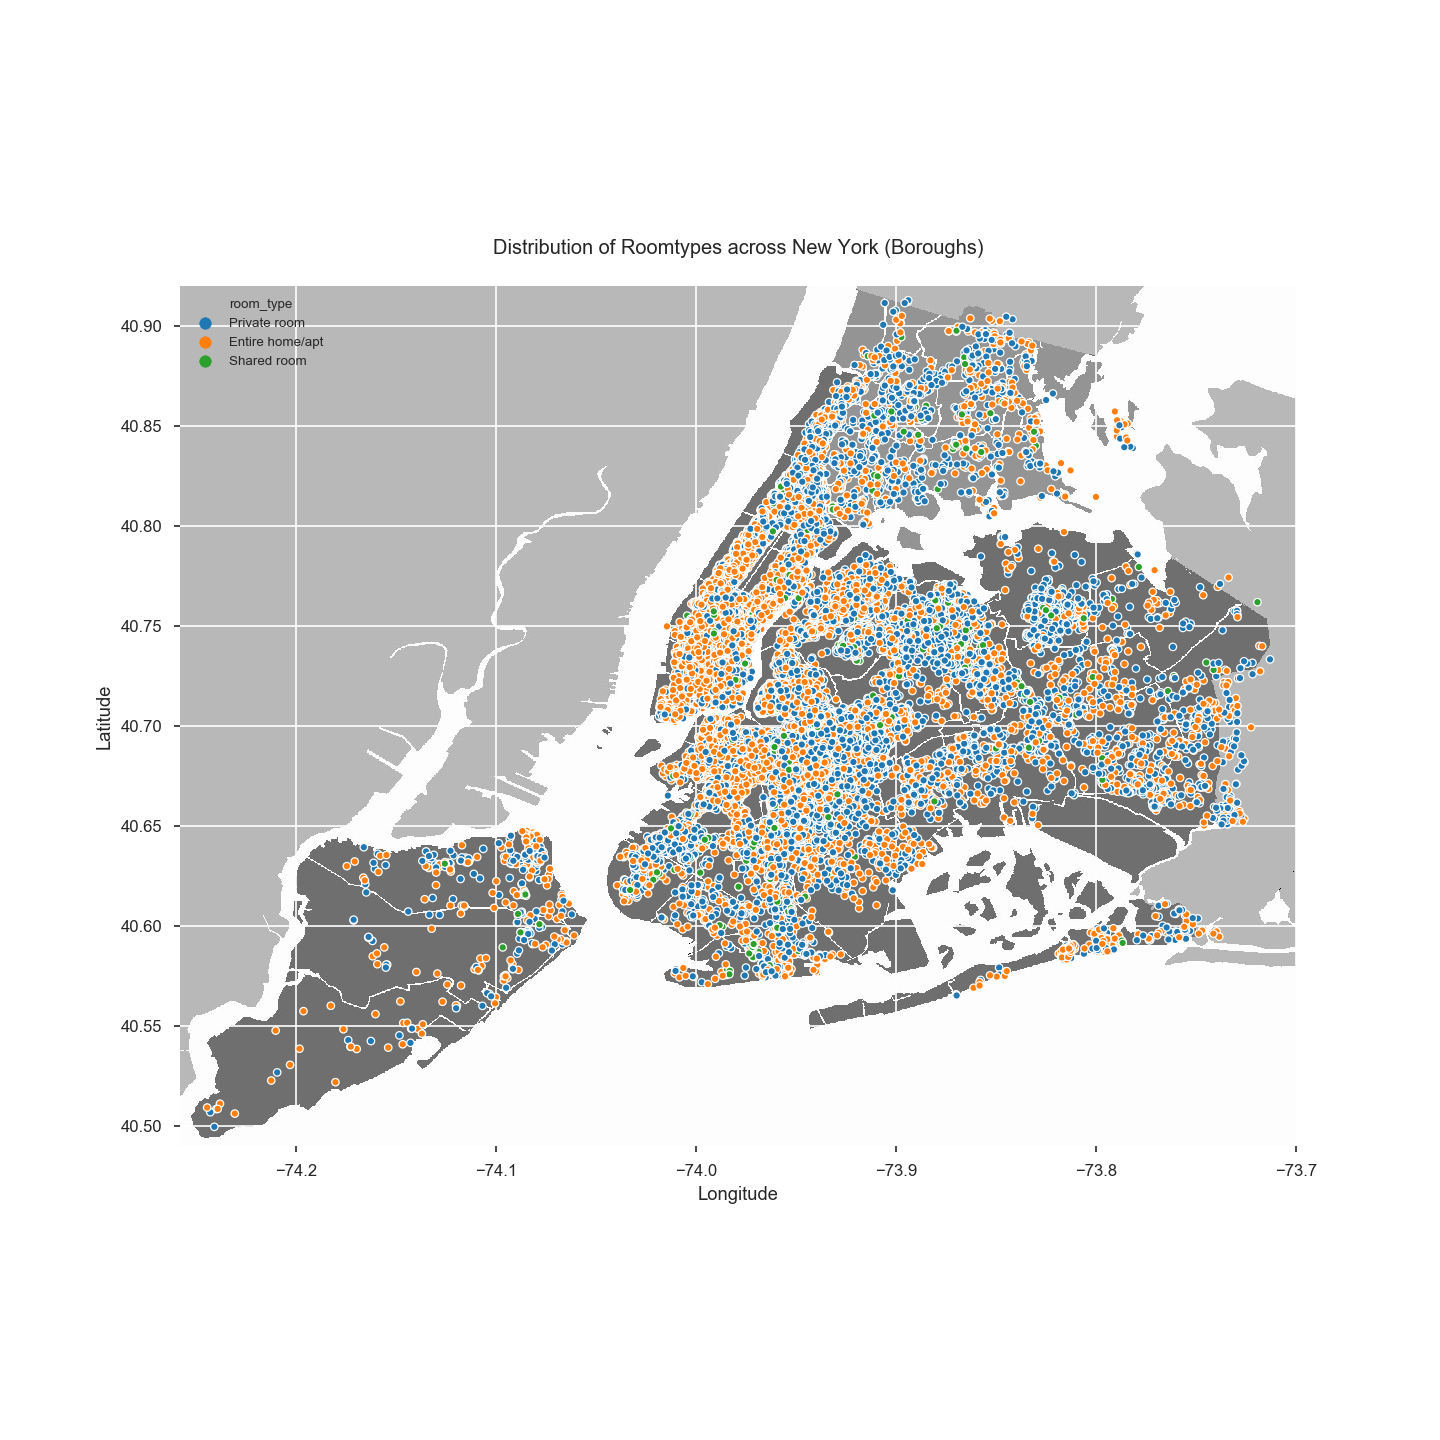 Distribution of Roomtypes across New York (Boroughs)
room_type
Private room
Entire home/apt
Shared room
40.90
40.85
40.80
40.75
40.70
40.65
40.60
40.55
40.50
Latitude
−74.2
−74.1
−74.0
−73.9
−73.8
−73.7
Longitude